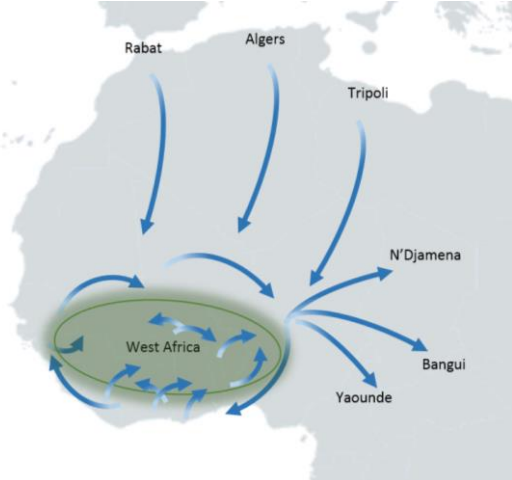 Rabat
Algers
Tripoli
N'Djamena
West Africa
Bangui
Yaounde